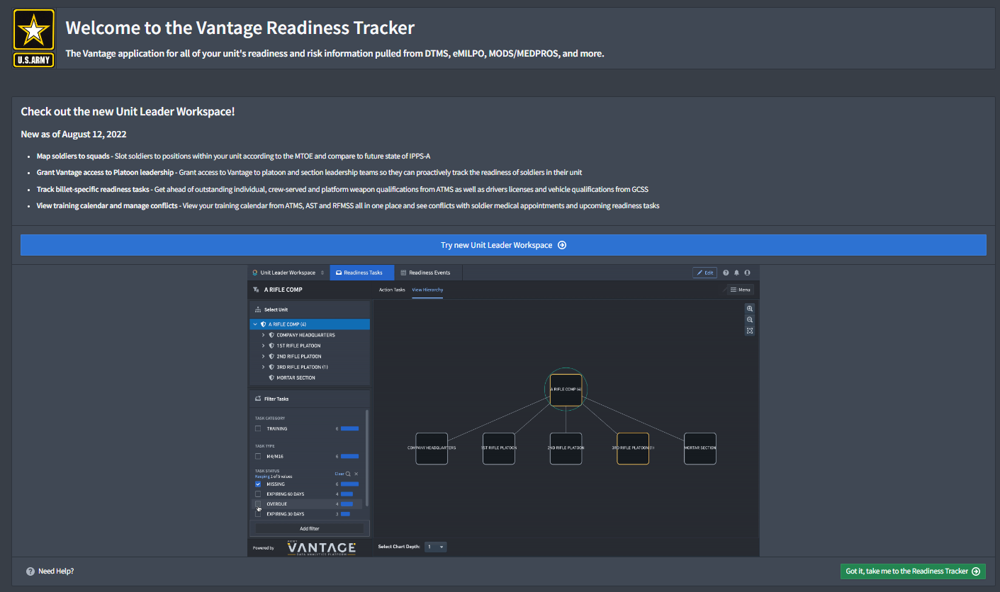 U.S.ARMY
Welcome to the Vantage Readiness Tracker
The Vantage application for all of your unit's readiness and risk information pulled from DTMS, eMILPO, MODS/MEDPROS, and more.
Check out the new Unit Leader Workspace!
New as of August 12, 2022
Map soldiers to squads - Slot soldiers to positions within your unit according to the MTOE and compare to future state of IPPS-A
Grant Vantage access to Platoon leadership - Grant access to Vantage to platoon and section leadership teams so they can proactively track the readiness of soldiers in their unit
Track billet-specific readiness tasks - Get ahead of outstanding individual, crew-served and platform weapon qualifications from ATMS as well as drivers licenses and vehicle qualifications from GCSS
View training calendar and manage conflicts - View your training calendar from ATMS, AST and RFMSS all in one place and see conflicts with soldier medical appointments and upcoming readiness tasks
Try new Unit Leader Workspace
Unit Leader Workspace Readiness Tasks Readiness Events Edit
A RIFLE COMP Action Tasks View Hierarchy Menu
Select Unit
A RIFLE COMP (4)
COMPANY HEADQUARTERS
1ST RIFLE PLATOON
2ND RIFLE PLATOON
3RD RIFLE PLATOON (1)
MORTAR SECTION
Filter Tasks
TASK CATEGORY
TRAINING 6
TASK TYPE
M4/M16 6
TASK STATUS Clear
Keeping 1 of 5 values
MISSING 6
EXPIRING 60 DAYS 4
OVERDUE 4
EXPIRING 30 DAYS 3
Add filter
A RIFLE COMP (4)
COMPANY HEADQUARTERS 1ST RIFLE PLATOON 2ND RIFLE PLATOON 3RD RIFLE PLATOON (1) MORTAR SECTION
Powered by ARMY VANTAGE
DATA ANALYTICS PLATFORM
Select Chart Depth: 1
Need Help? Got it, take me to the Readiness Tracker